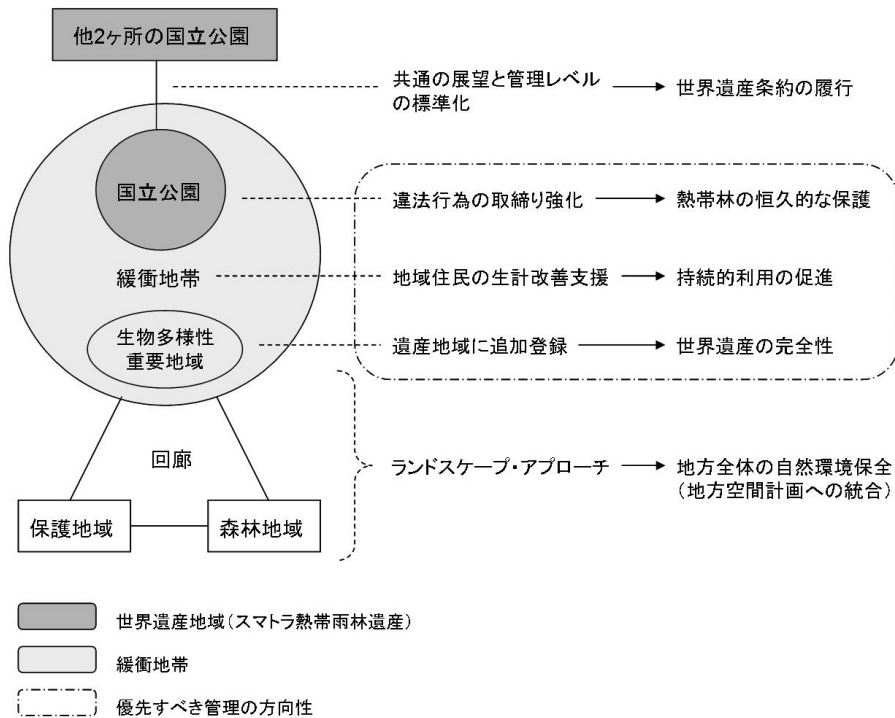 他2ヶ所の国立公園
共通の展望と管理レベル
の標準化
世界遺産条約の履行
国立公園
違法行為の取締り強化
熱帯林の恒久的な保護
緩衝地帯
地域住民の生計改善支援
持続的利用の促進
生物多様性
重要地域
遺産地域に追加登録
世界遺産の完全性
回廊
ランドスケープ・アプローチ
地方全体の自然環境保全
(地方空間計画への統合)
保護地域
森林地域
世界遺産地域(スマトラ熱帯雨林遺産)
緩衝地帯
優先すべき管理の方向性